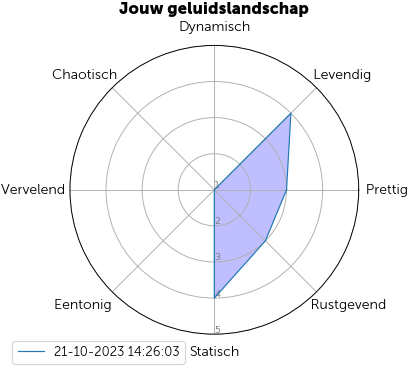 Jouw geluidslandschap
Dynamisch
Chaotisch
Levendig
Vervelend
1
Prettig
2
3
4
Eentonig
Rustgevend
5
21-10-2023 14:26:03
Statisch